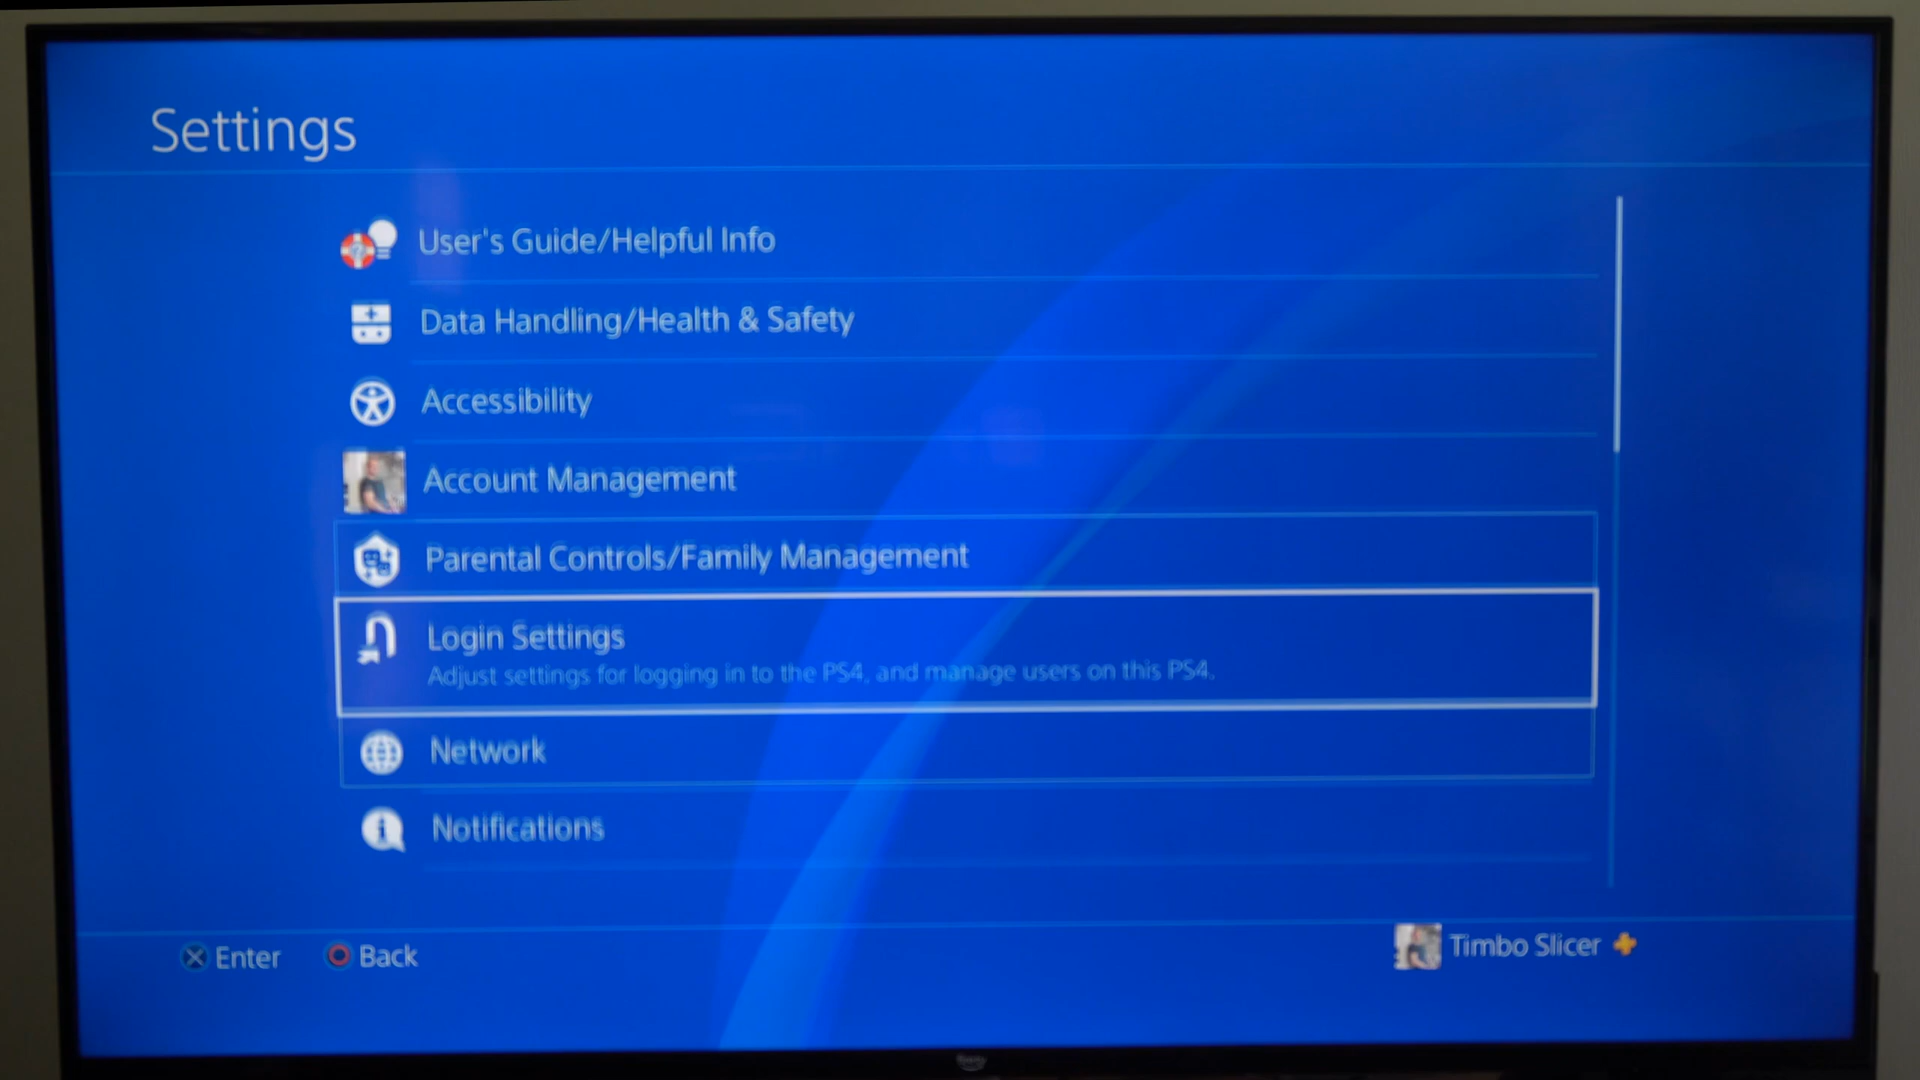 Settings
User's Guide/Helpful Info
Data Handling/Health & Safety
Accessibility
Account Management
Parental Controls/Family Management
Login Settings
Adjust settings for logging in to the PS4, and manage users on this PS4.
Network
Notifications
Enter
Back
Timbo Slicer